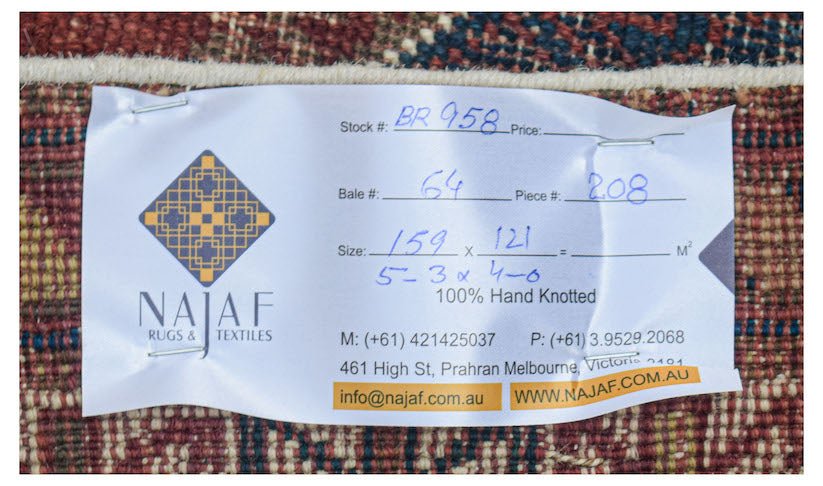 Stock #: BR 958 Price:
Bale #: 64 Piece #: 208
Size: 159 x 121 = M²
5-3 x 4-0
100% Hand Knotted
NAJAF
RUGS & TEXTILES
M: (+61) 421425037 P: (+61) 3.9529.2068
461 High St, Prahran Melbourne, Victoria 3181
info@najaf.com.au WWW.NAJAF.COM.AU